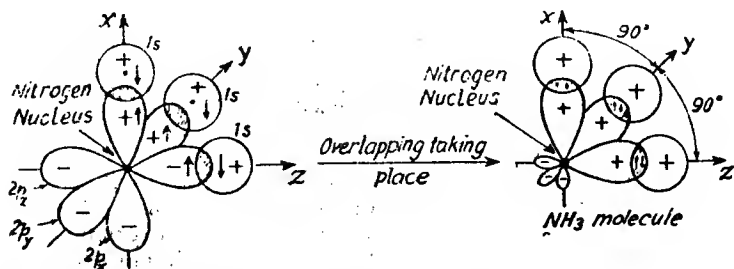 x
1s
y
+ ↓
+
↓
1s
Nitrogen
Nucleus
+↑
+↑
1s
−
−↑
↓+
z
2pz
−
2py
−
2px
Overlapping taking
place
x
90°
y
+
+
90°
Nitrogen
Nucleus
↑↓
+
+
↑↓
−
+
↑↓
+
z
−
−
NH3 molecule